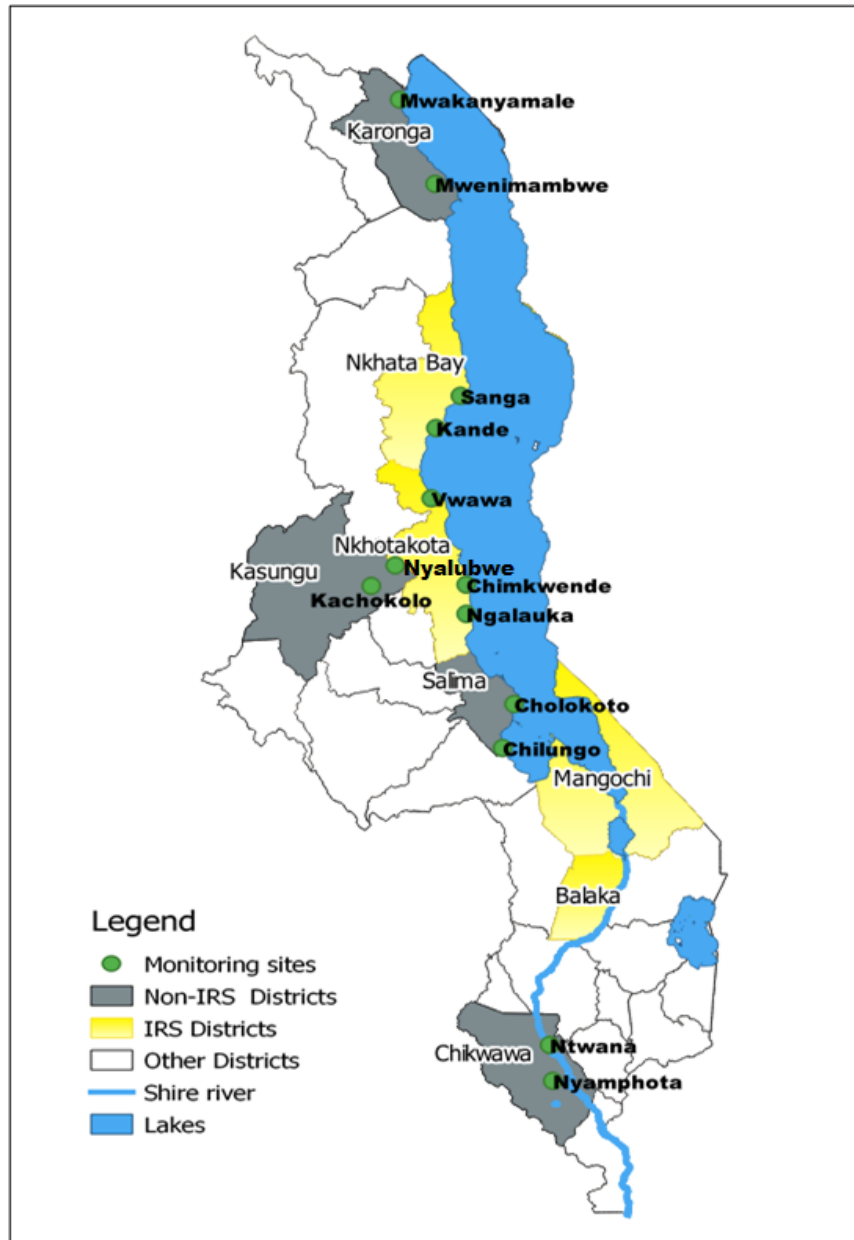 Mwakanyamale
Karonga
Mwenimambwe
Nkhata Bay
Sanga
Kande
Vwawa
Nkhotakota
Nyalubwe
Kasungu
Chimkwende
Kachokolo
Ngalauka
Salima
Cholokoto
Chilungo
Mangochi
Balaka
Legend
Monitoring sites
Non-IRS Districts
IRS Districts
Other Districts
Shire river
Lakes
Chikwawa
Ntwana
Nyamphota